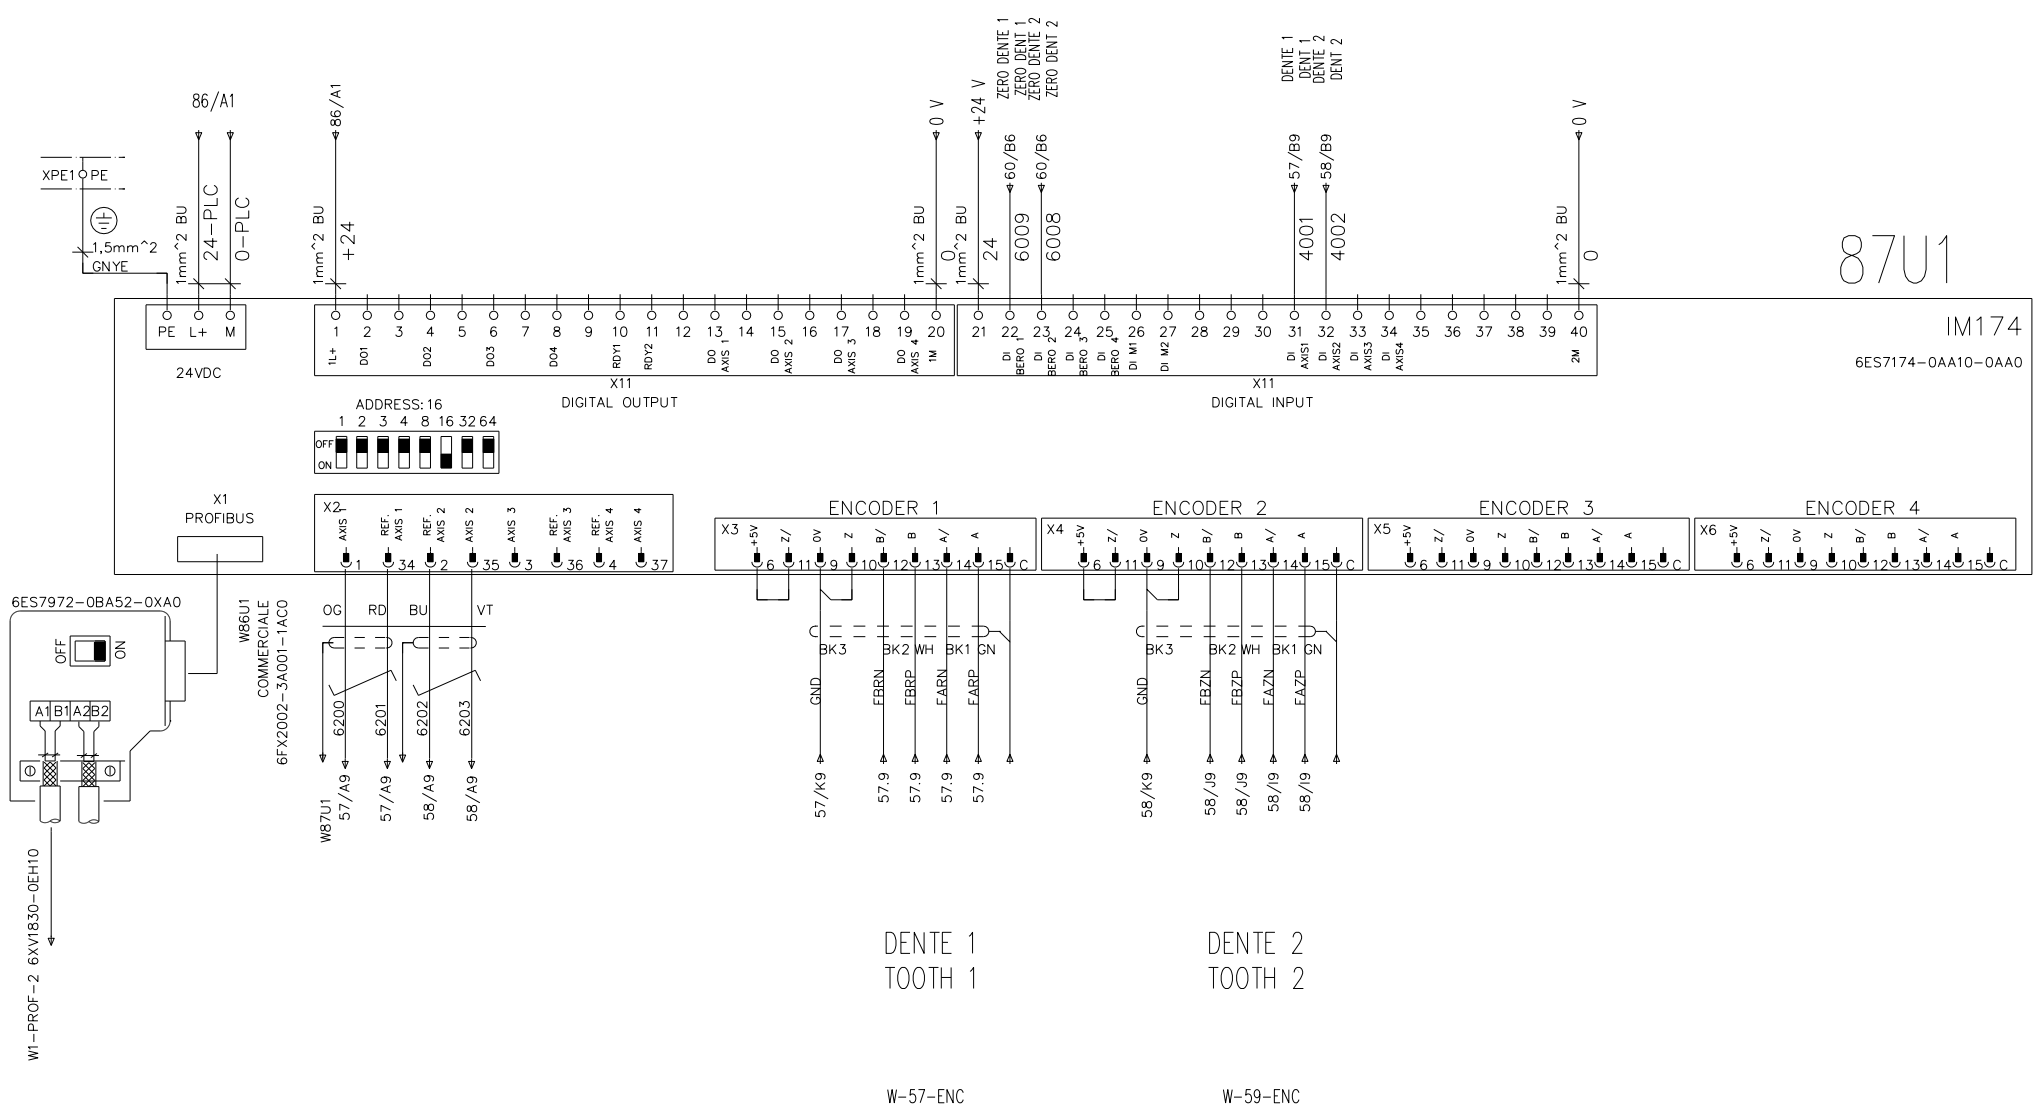 86/A1
XPE1 PE
1,5mm^2
GNYE
1mm^2 BU
24-PLC
0-PLC
86/A1
1mm^2 BU
+24
0 V
1mm^2 BU
0
+24 V
1mm^2 BU
24
ZERO DENTE 1
ZERO DENT 1
ZERO DENTE 2
ZERO DENT 2
60/B6
6009
60/B6
6008
DENTE 1
DENT 1
DENTE 2
DENT 2
57/B9
4001
58/B9
4002
0 V
1mm^2 BU
0
87U1
IM174
6ES7174-0AA10-0AA0
PE L+ M
24VDC
1 2 3 4 5 6 7 8 9 10 11 12 13 14 15 16 17 18 19 20
1L+
DO1
DO2
DO3
DO4
RDY1
RDY2
DO
AXIS 1
DO
AXIS 2
DO
AXIS 3
DO
AXIS 4
1M
X11
DIGITAL OUTPUT
21 22 23 24 25 26 27 28 29 30 31 32 33 34 35 36 37 38 39 40
DI
BERO 1
DI
BERO 2
DI
BERO 3
DI
BERO 4
DI M1
DI M2
DI
AXIS1
DI
AXIS2
DI
AXIS3
DI
AXIS4
2M
X11
DIGITAL INPUT
ADDRESS:16
1 2 3 4 8 16 32 64
OFF
ON
X1
PROFIBUS
X2
AXIS 1
REF.
AXIS 1
REF.
AXIS 2
AXIS 2
AXIS 3
REF.
AXIS 3
REF.
AXIS 4
AXIS 4
1 34 2 35 3 36 4 37
ENCODER 1
X3
+5V Z/ 0V Z B/ B A/ A
6 11 9 10 12 13 14 15 C
ENCODER 2
X4
+5V Z/ 0V Z B/ B A/ A
6 11 9 10 12 13 14 15 C
ENCODER 3
X5
+5V Z/ 0V Z B/ B A/ A
6 11 9 10 12 13 14 15 C
ENCODER 4
X6
+5V Z/ 0V Z B/ B A/ A
6 11 9 10 12 13 14 15 C
6ES7972-0BA52-0XA0
OFF
ON
A1 B1 A2 B2
W1-PROF-2 6XV1830-0EH10
W86U1
COMMERCIALE
6FX2002-3A001-1AC0
OG RD BU VT
6200
6201
6202
6203
W87U1
57/A9
57/A9
58/A9
58/A9
BK3 BK2 WH BK1 GN
GND
FBRN
FBRP
FARN
FARP
57/K9
57.9
57.9
57.9
57.9
BK3 BK2 WH BK1 GN
GND
FBZN
FBZP
FAZN
FAZP
58/K9
58/J9
58/J9
58/I9
58/I9
DENTE 1
TOOTH 1
DENTE 2
TOOTH 2
W-57-ENC
W-59-ENC